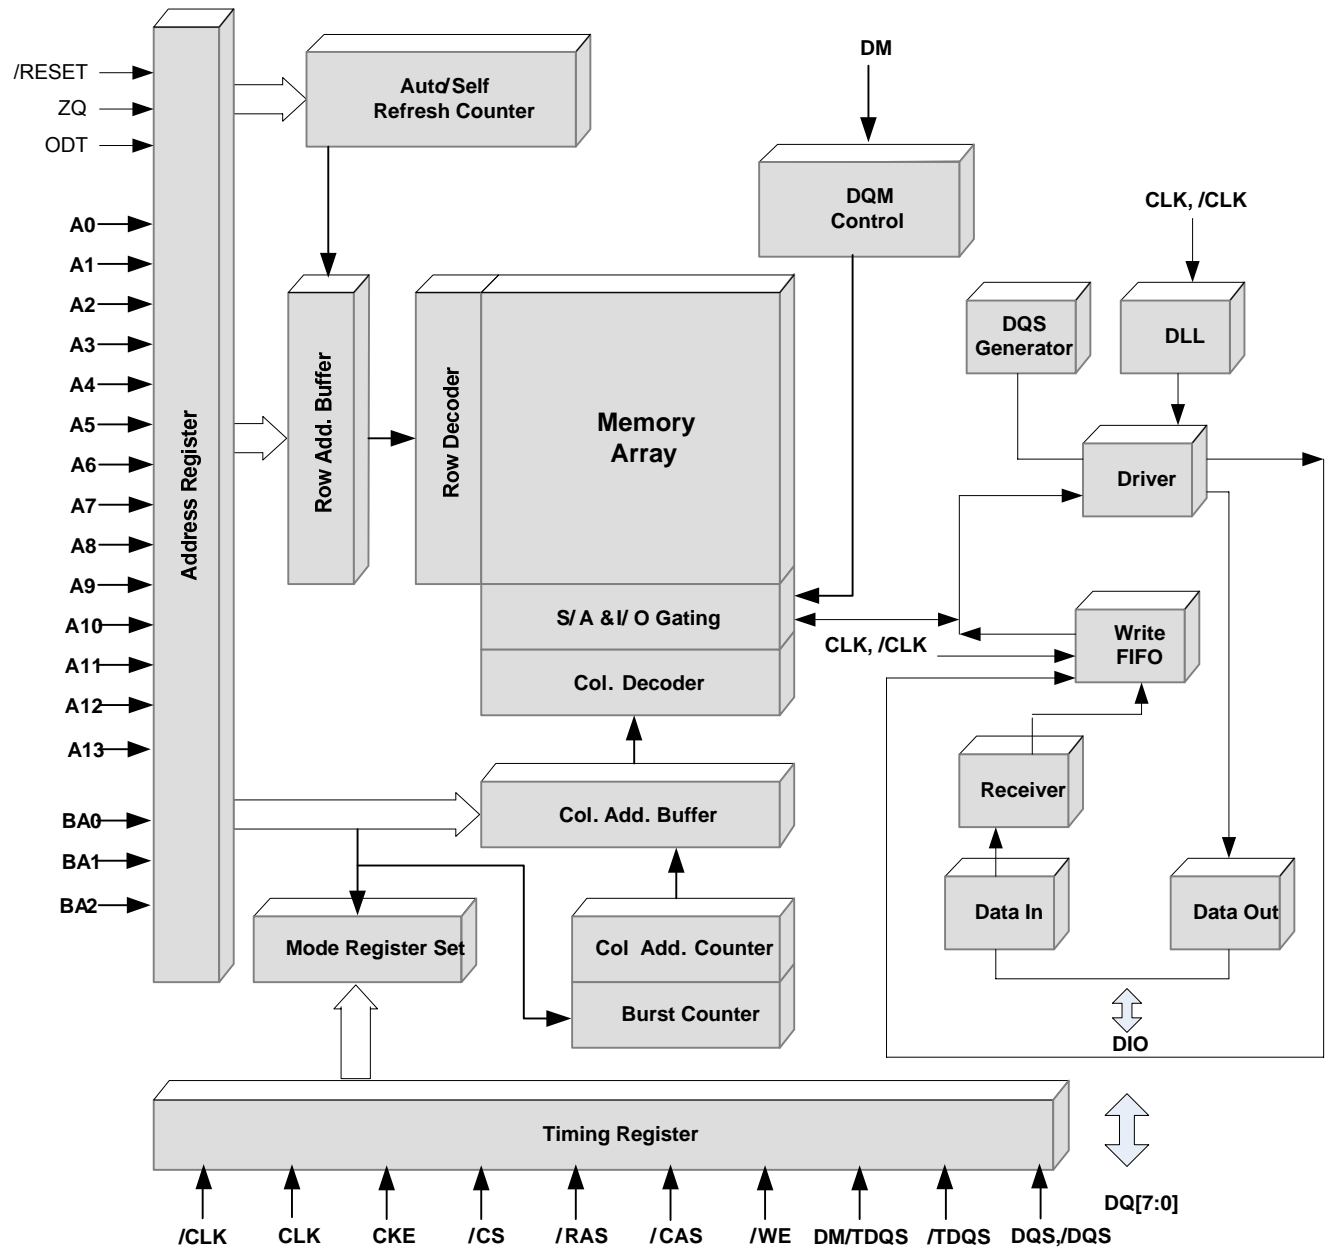 /RESET
ZQ
ODT
A0
A1
A2
A3
A4
A5
A6
A7
A8
A9
A10
A11
A12
A13
BA0
BA1
BA2
Address Register
Auto/Self
Refresh Counter
Row Add. Buffer
Row Decoder
Memory
Array
S/ A & I/ O Gating
Col. Decoder
Col. Add. Buffer
Mode Register Set
Col Add. Counter
Burst Counter
DM
DQM
Control
CLK, /CLK
DQS
Generator
DLL
Driver
CLK, /CLK
Write
FIFO
Receiver
Data In
Data Out
DIO
Timing Register
DQ[7:0]
/CLK
CLK
CKE
/CS
/RAS
/CAS
/WE
DM/TDQS
/TDQS
DQS,/DQS